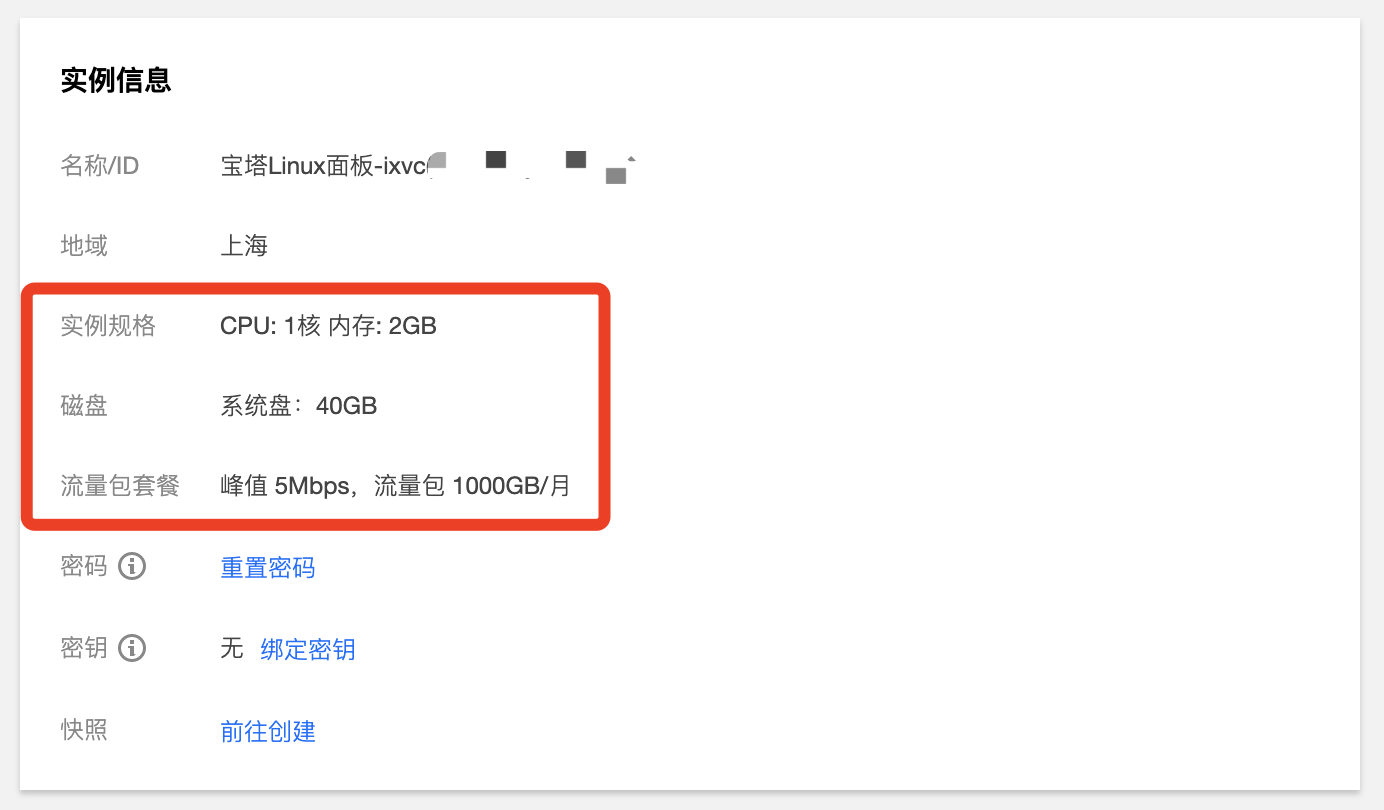 实例信息
名称/ID 宝塔Linux面板-ixvc
地域 上海
实例规格 CPU: 1核 内存: 2GB
磁盘 系统盘：40GB
流量包套餐 峰值 5Mbps，流量包 1000GB/月
密码 重置密码
密钥 无 绑定密钥
快照 前往创建